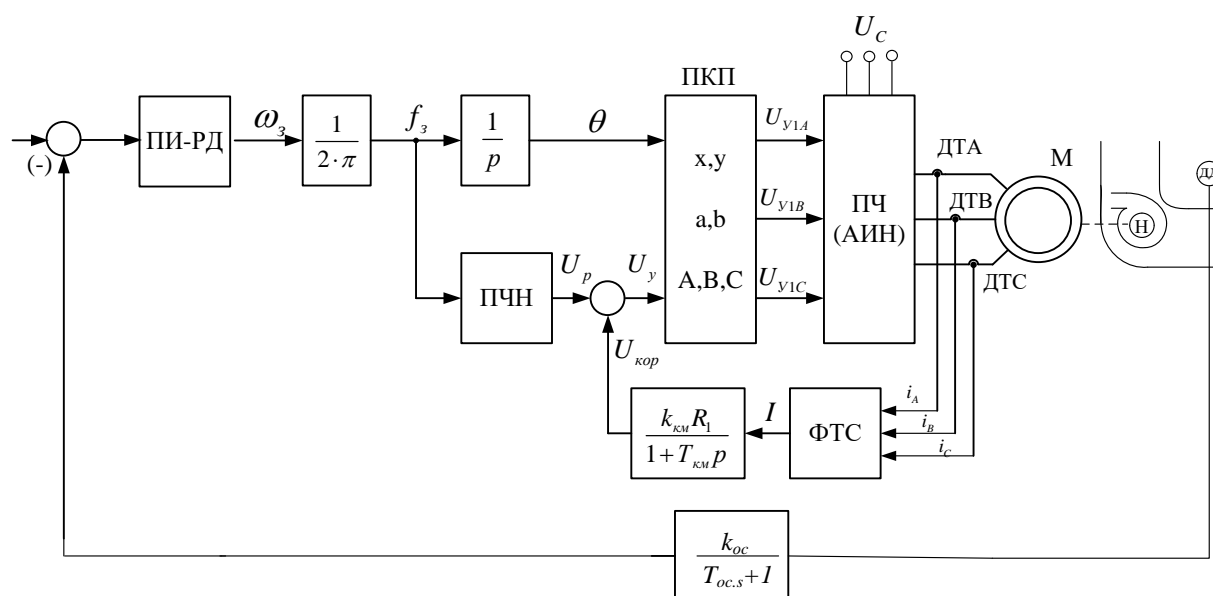 U_C
ПКП
(-)
ПИ-РД
ω_з
1
2·π
f_з
1
p
θ
x,y
a,b
A,B,C
U_У1A
U_У1B
U_У1C
ПЧ
(АИН)
ДТА
ДТВ
ДТС
М
Н
ДД
ПЧН
U_p
U_y
U_кор
k_км R_1
1+T_км p
I
ФТС
i_A
i_B
i_C
k_oc
T_oc.s+1